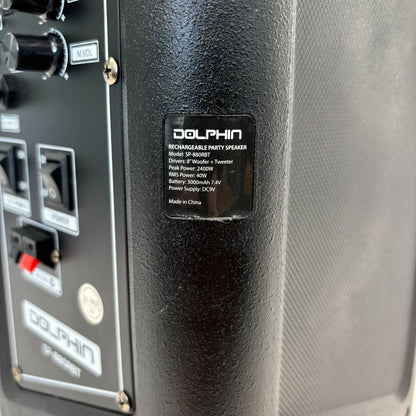 M.VOL
DOLPHIN
RECHARGEABLE PARTY SPEAKER
Model: SP-880RBT
Drivers: 8" Woofer + Tweeter
Peak Power: 2400W
RMS Power: 40W
Battery: 3000mAh 7.4V
Power Supply: DC9V
Made in China
POWER
DOLPHIN
SP-880RBT